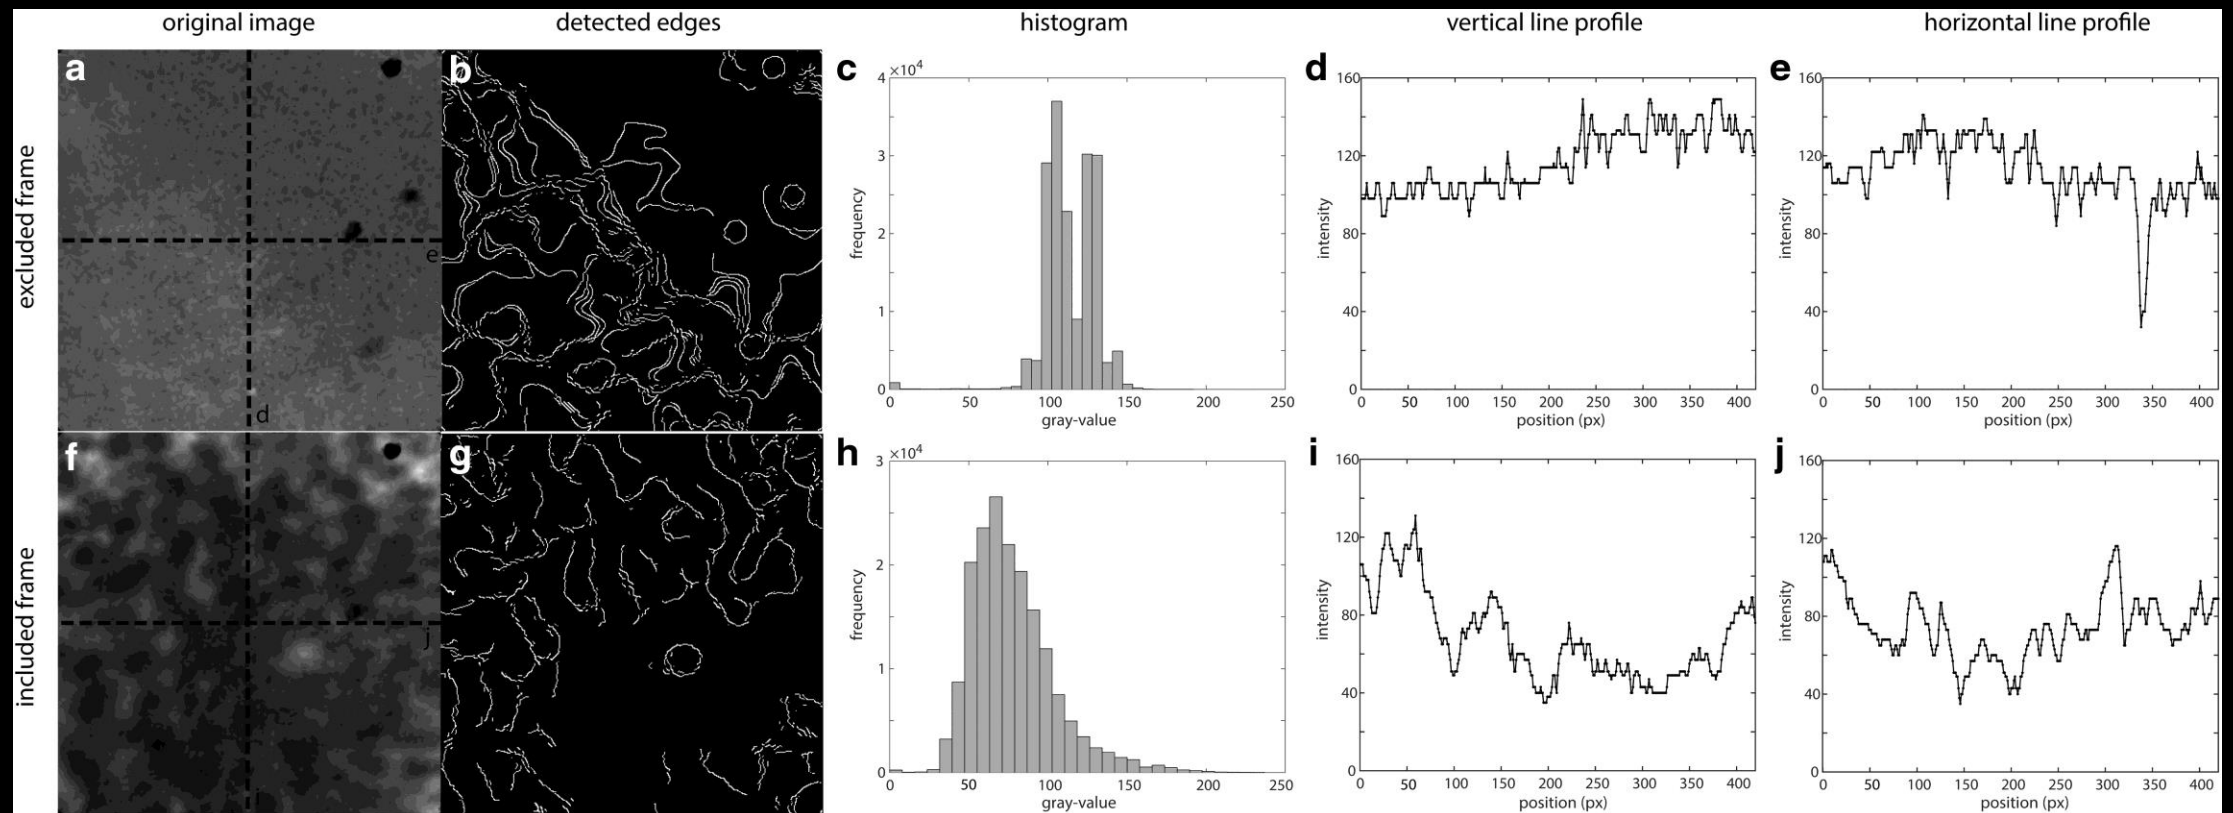 original image
detected edges
histogram
vertical line profile
horizontal line profile
excluded frame
a
e
d
b
c
×10⁴
4
3
2
1
0
frequency
0 50 100 150 200 250
gray-value
d
160
120
80
40
0
intensity
0 50 100 150 200 250 300 350 400
position (px)
e
160
120
80
40
0
intensity
0 50 100 150 200 250 300 350 400
position (px)
included frame
f
j
i
g
h
×10⁴
3
2
1
0
frequency
0 50 100 150 200 250
gray-value
i
160
120
80
40
0
intensity
0 50 100 150 200 250 300 350 400
position (px)
j
160
120
80
40
0
intensity
0 50 100 150 200 250 300 350 400
position (px)